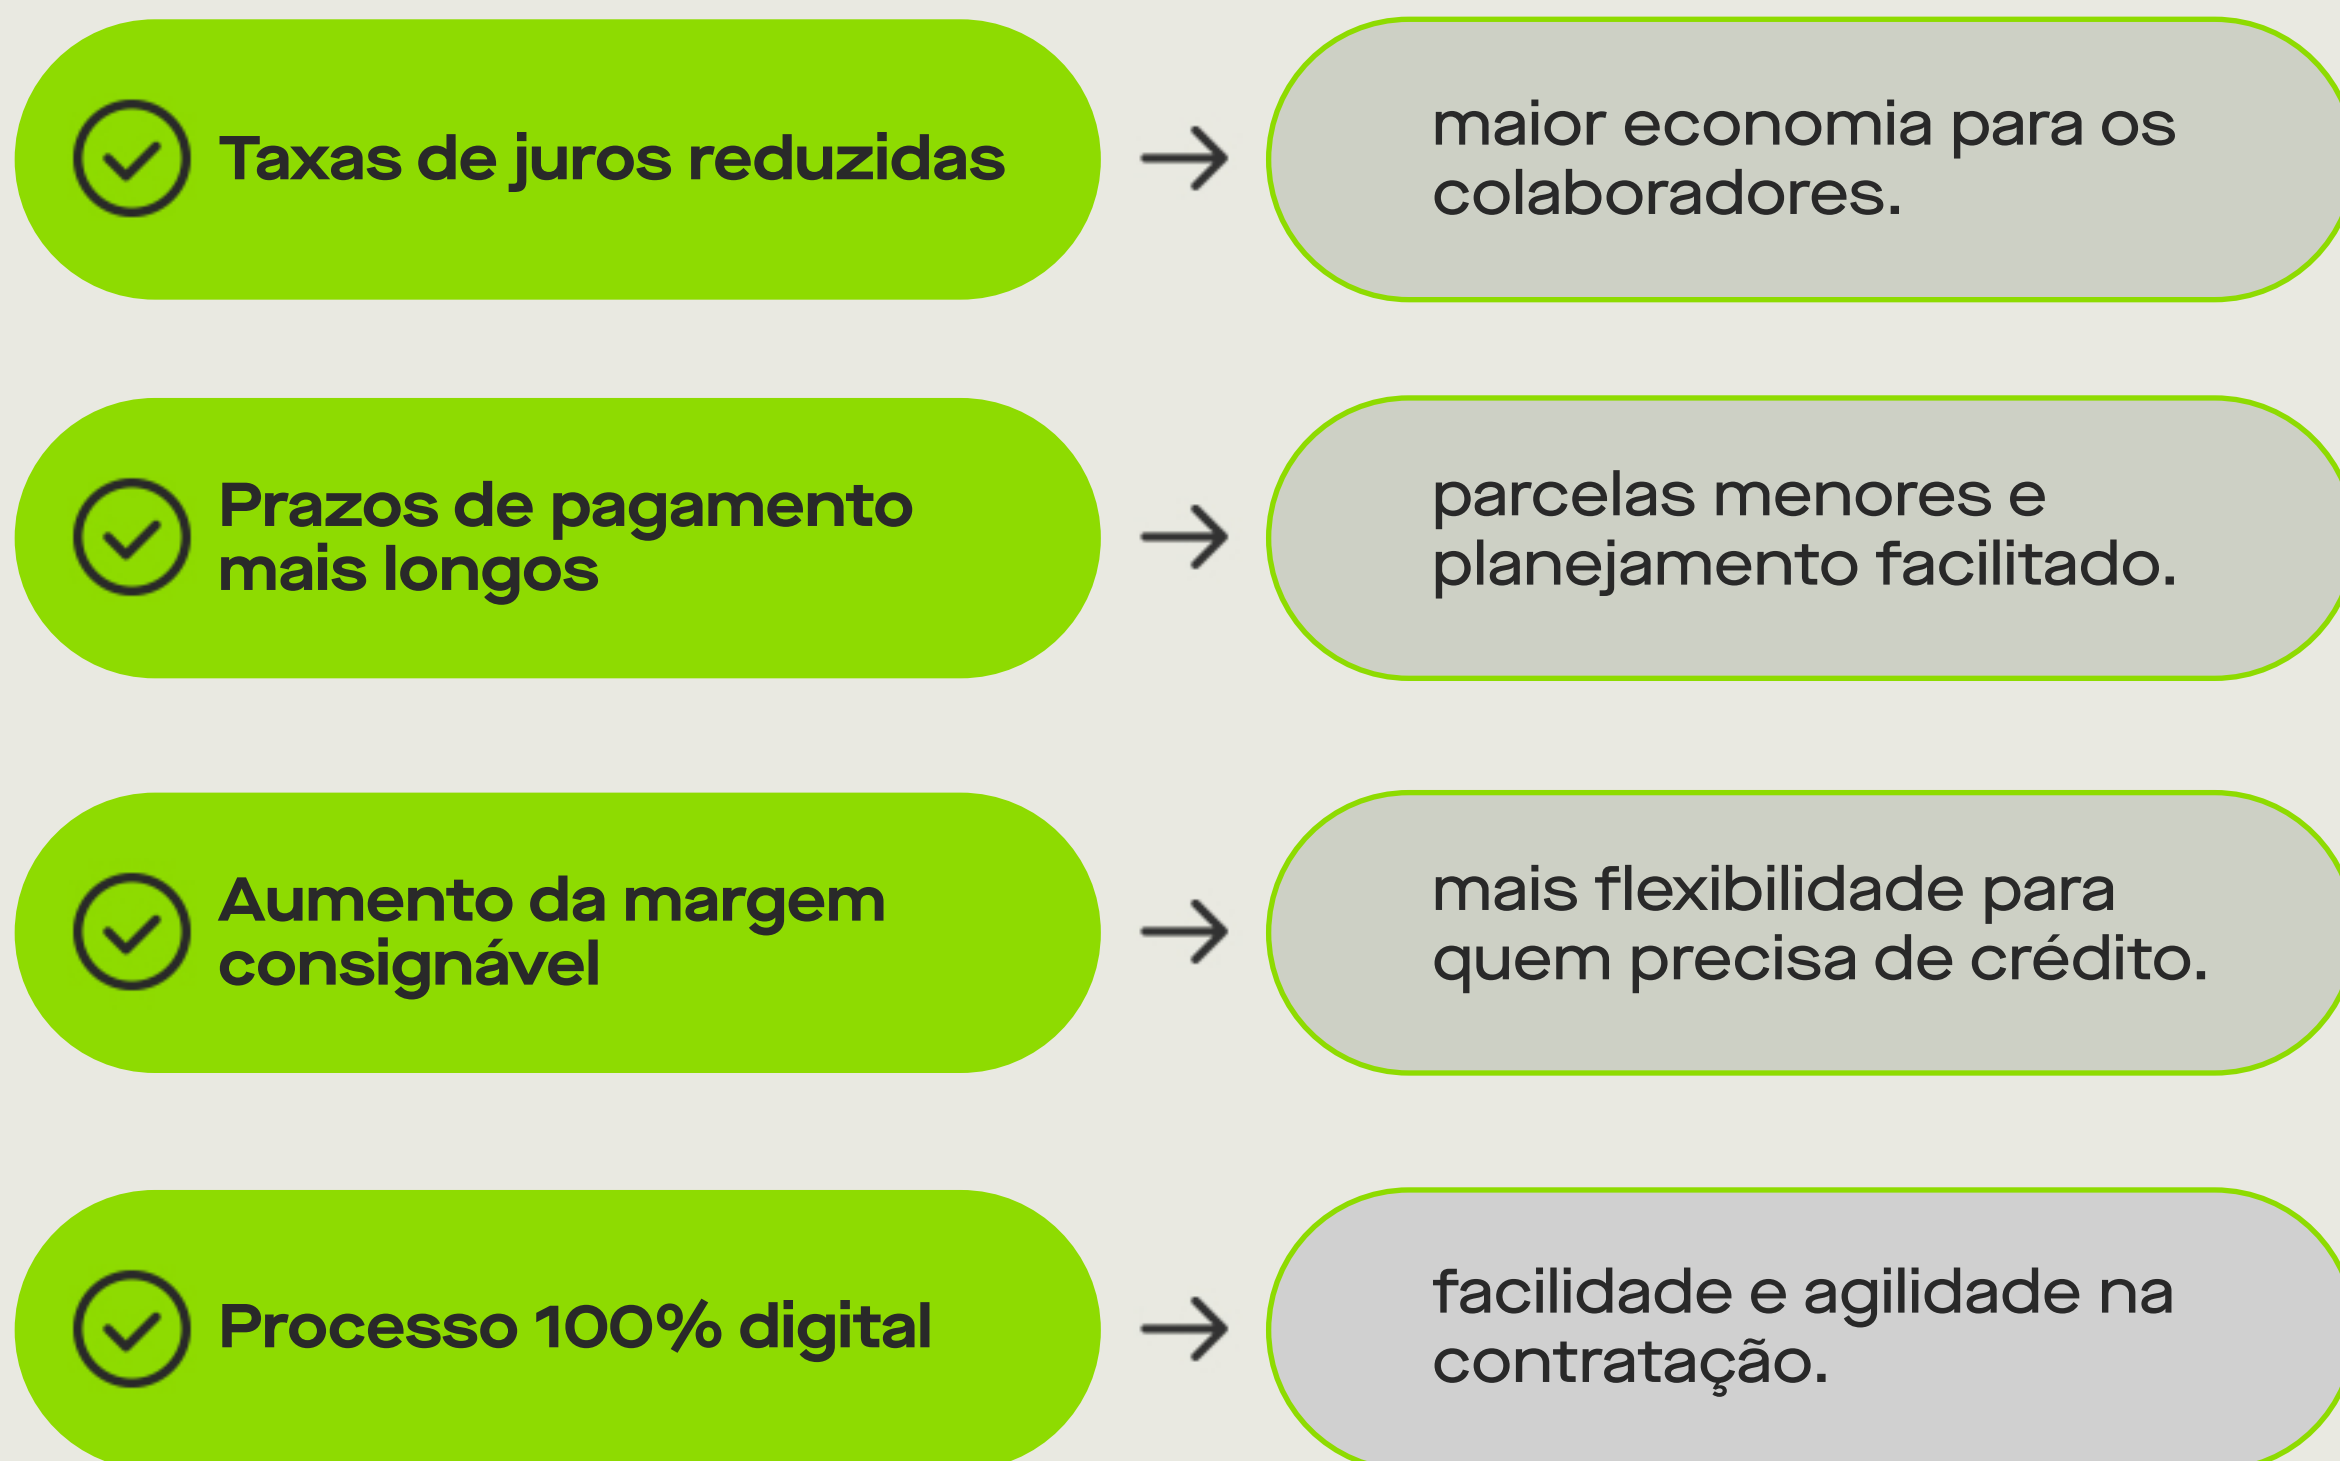 Taxas de juros reduzidas
maior economia para os
colaboradores.
Prazos de pagamento
mais longos
parcelas menores e
planejamento facilitado.
Aumento da margem
consignável
mais flexibilidade para
quem precisa de crédito.
Processo 100% digital
facilidade e agilidade na
contratação.